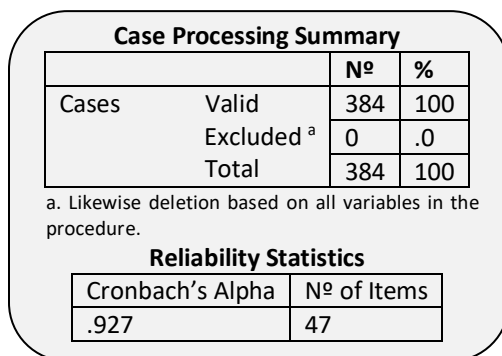 Case Processing Summary
Nº %
Cases Valid 384 100
Excluded a 0 .0
Total 384 100
a. Likewise deletion based on all variables in the
procedure.
Reliability Statistics
Cronbach’s Alpha Nº of Items
.927 47